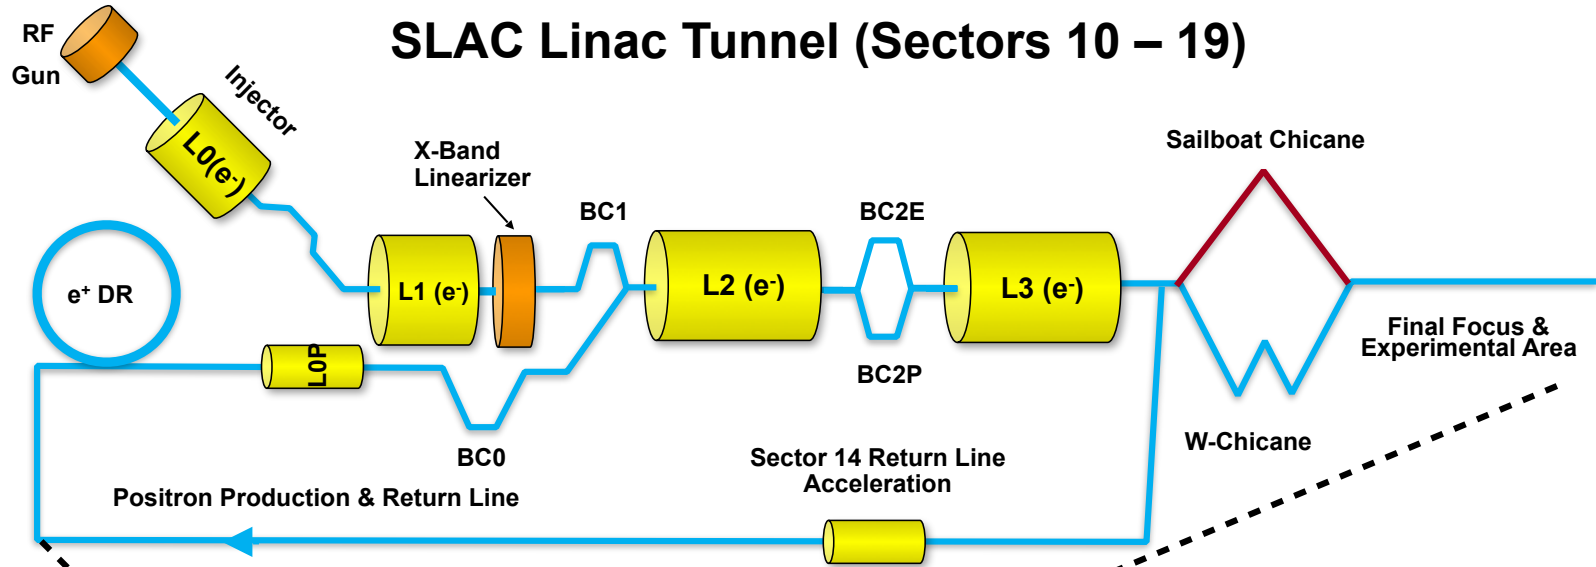 SLAC Linac Tunnel (Sectors 10 – 19)
RF
Gun
Injector
L0(e-)
X-Band
Linearizer
Sailboat Chicane
BC1
BC2E
e+ DR
L1 (e-)
L2 (e-)
L3 (e-)
Final Focus &
Experimental Area
L0P
BC2P
W-Chicane
BC0
Sector 14 Return Line
Acceleration
Positron Production & Return Line